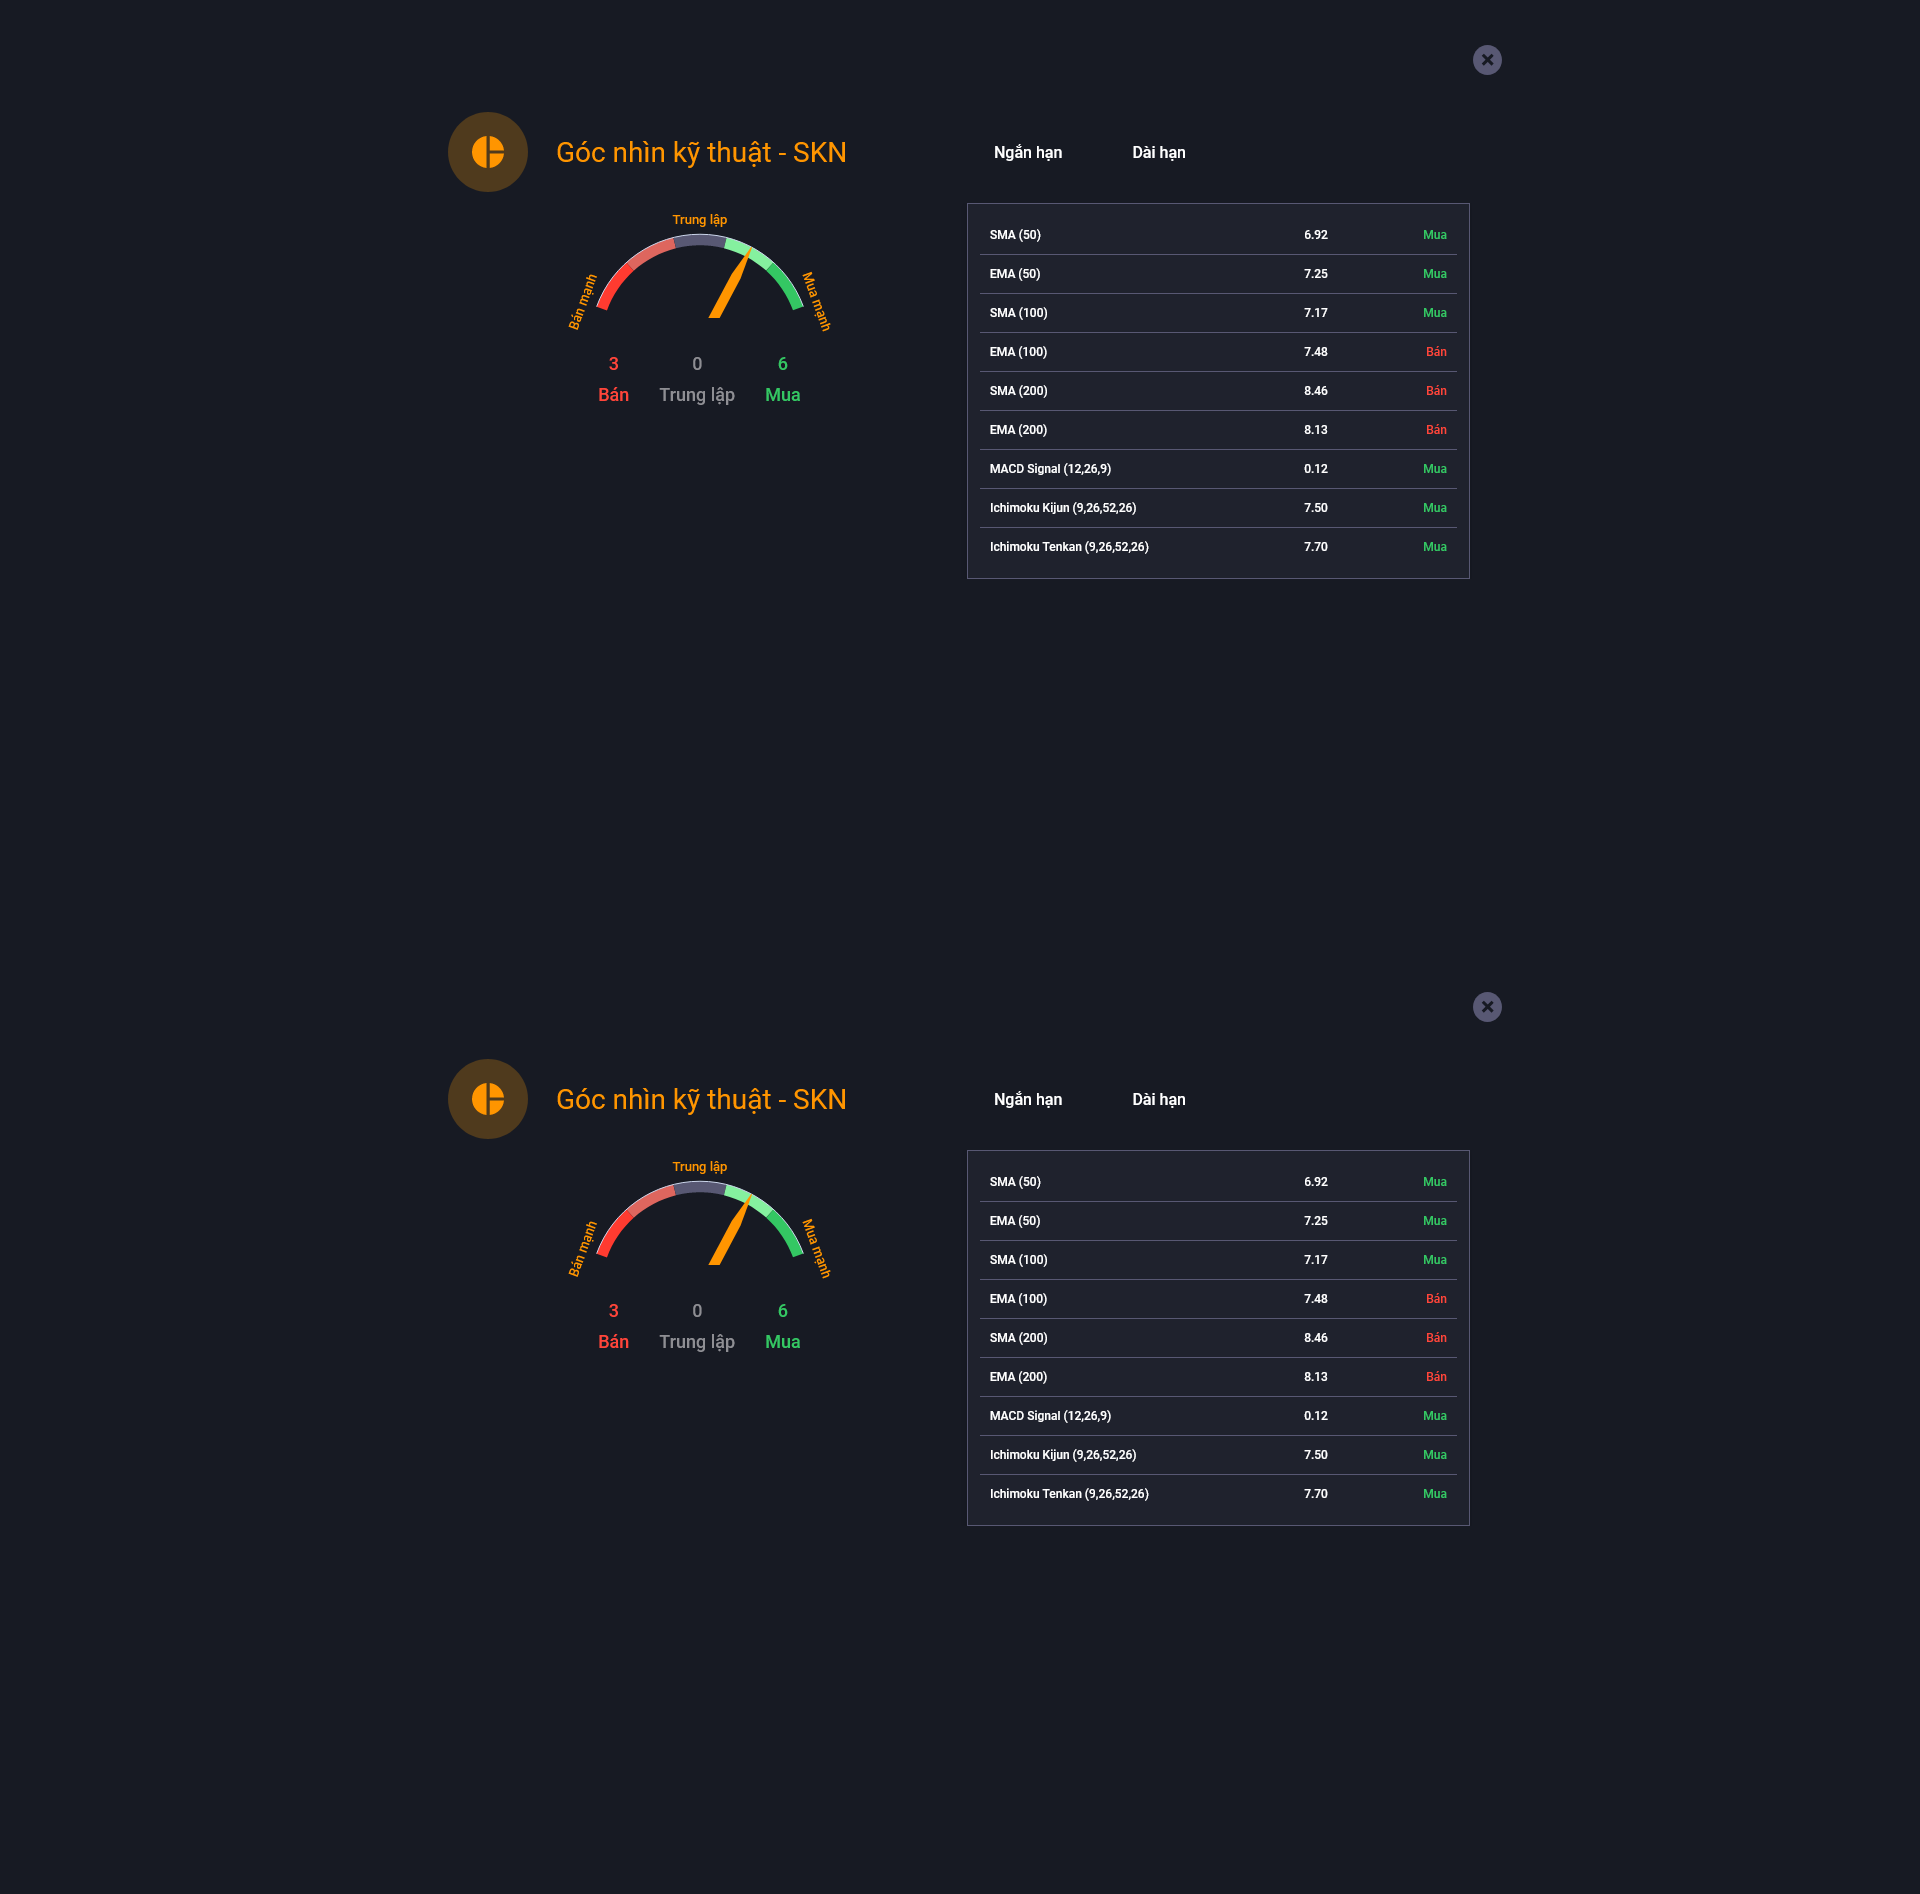 Góc nhìn kỹ thuật - SKN
Ngắn hạn Dài hạn
Trung lập
Bán mạnh
Mua mạnh
3 0 6
Bán Trung lập Mua
SMA (50) 6.92 Mua
EMA (50) 7.25 Mua
SMA (100) 7.17 Mua
EMA (100) 7.48 Bán
SMA (200) 8.46 Bán
EMA (200) 8.13 Bán
MACD Signal (12,26,9) 0.12 Mua
Ichimoku Kijun (9,26,52,26) 7.50 Mua
Ichimoku Tenkan (9,26,52,26) 7.70 Mua
Góc nhìn kỹ thuật - SKN
Ngắn hạn Dài hạn
Trung lập
Bán mạnh
Mua mạnh
3 0 6
Bán Trung lập Mua
SMA (50) 6.92 Mua
EMA (50) 7.25 Mua
SMA (100) 7.17 Mua
EMA (100) 7.48 Bán
SMA (200) 8.46 Bán
EMA (200) 8.13 Bán
MACD Signal (12,26,9) 0.12 Mua
Ichimoku Kijun (9,26,52,26) 7.50 Mua
Ichimoku Tenkan (9,26,52,26) 7.70 Mua